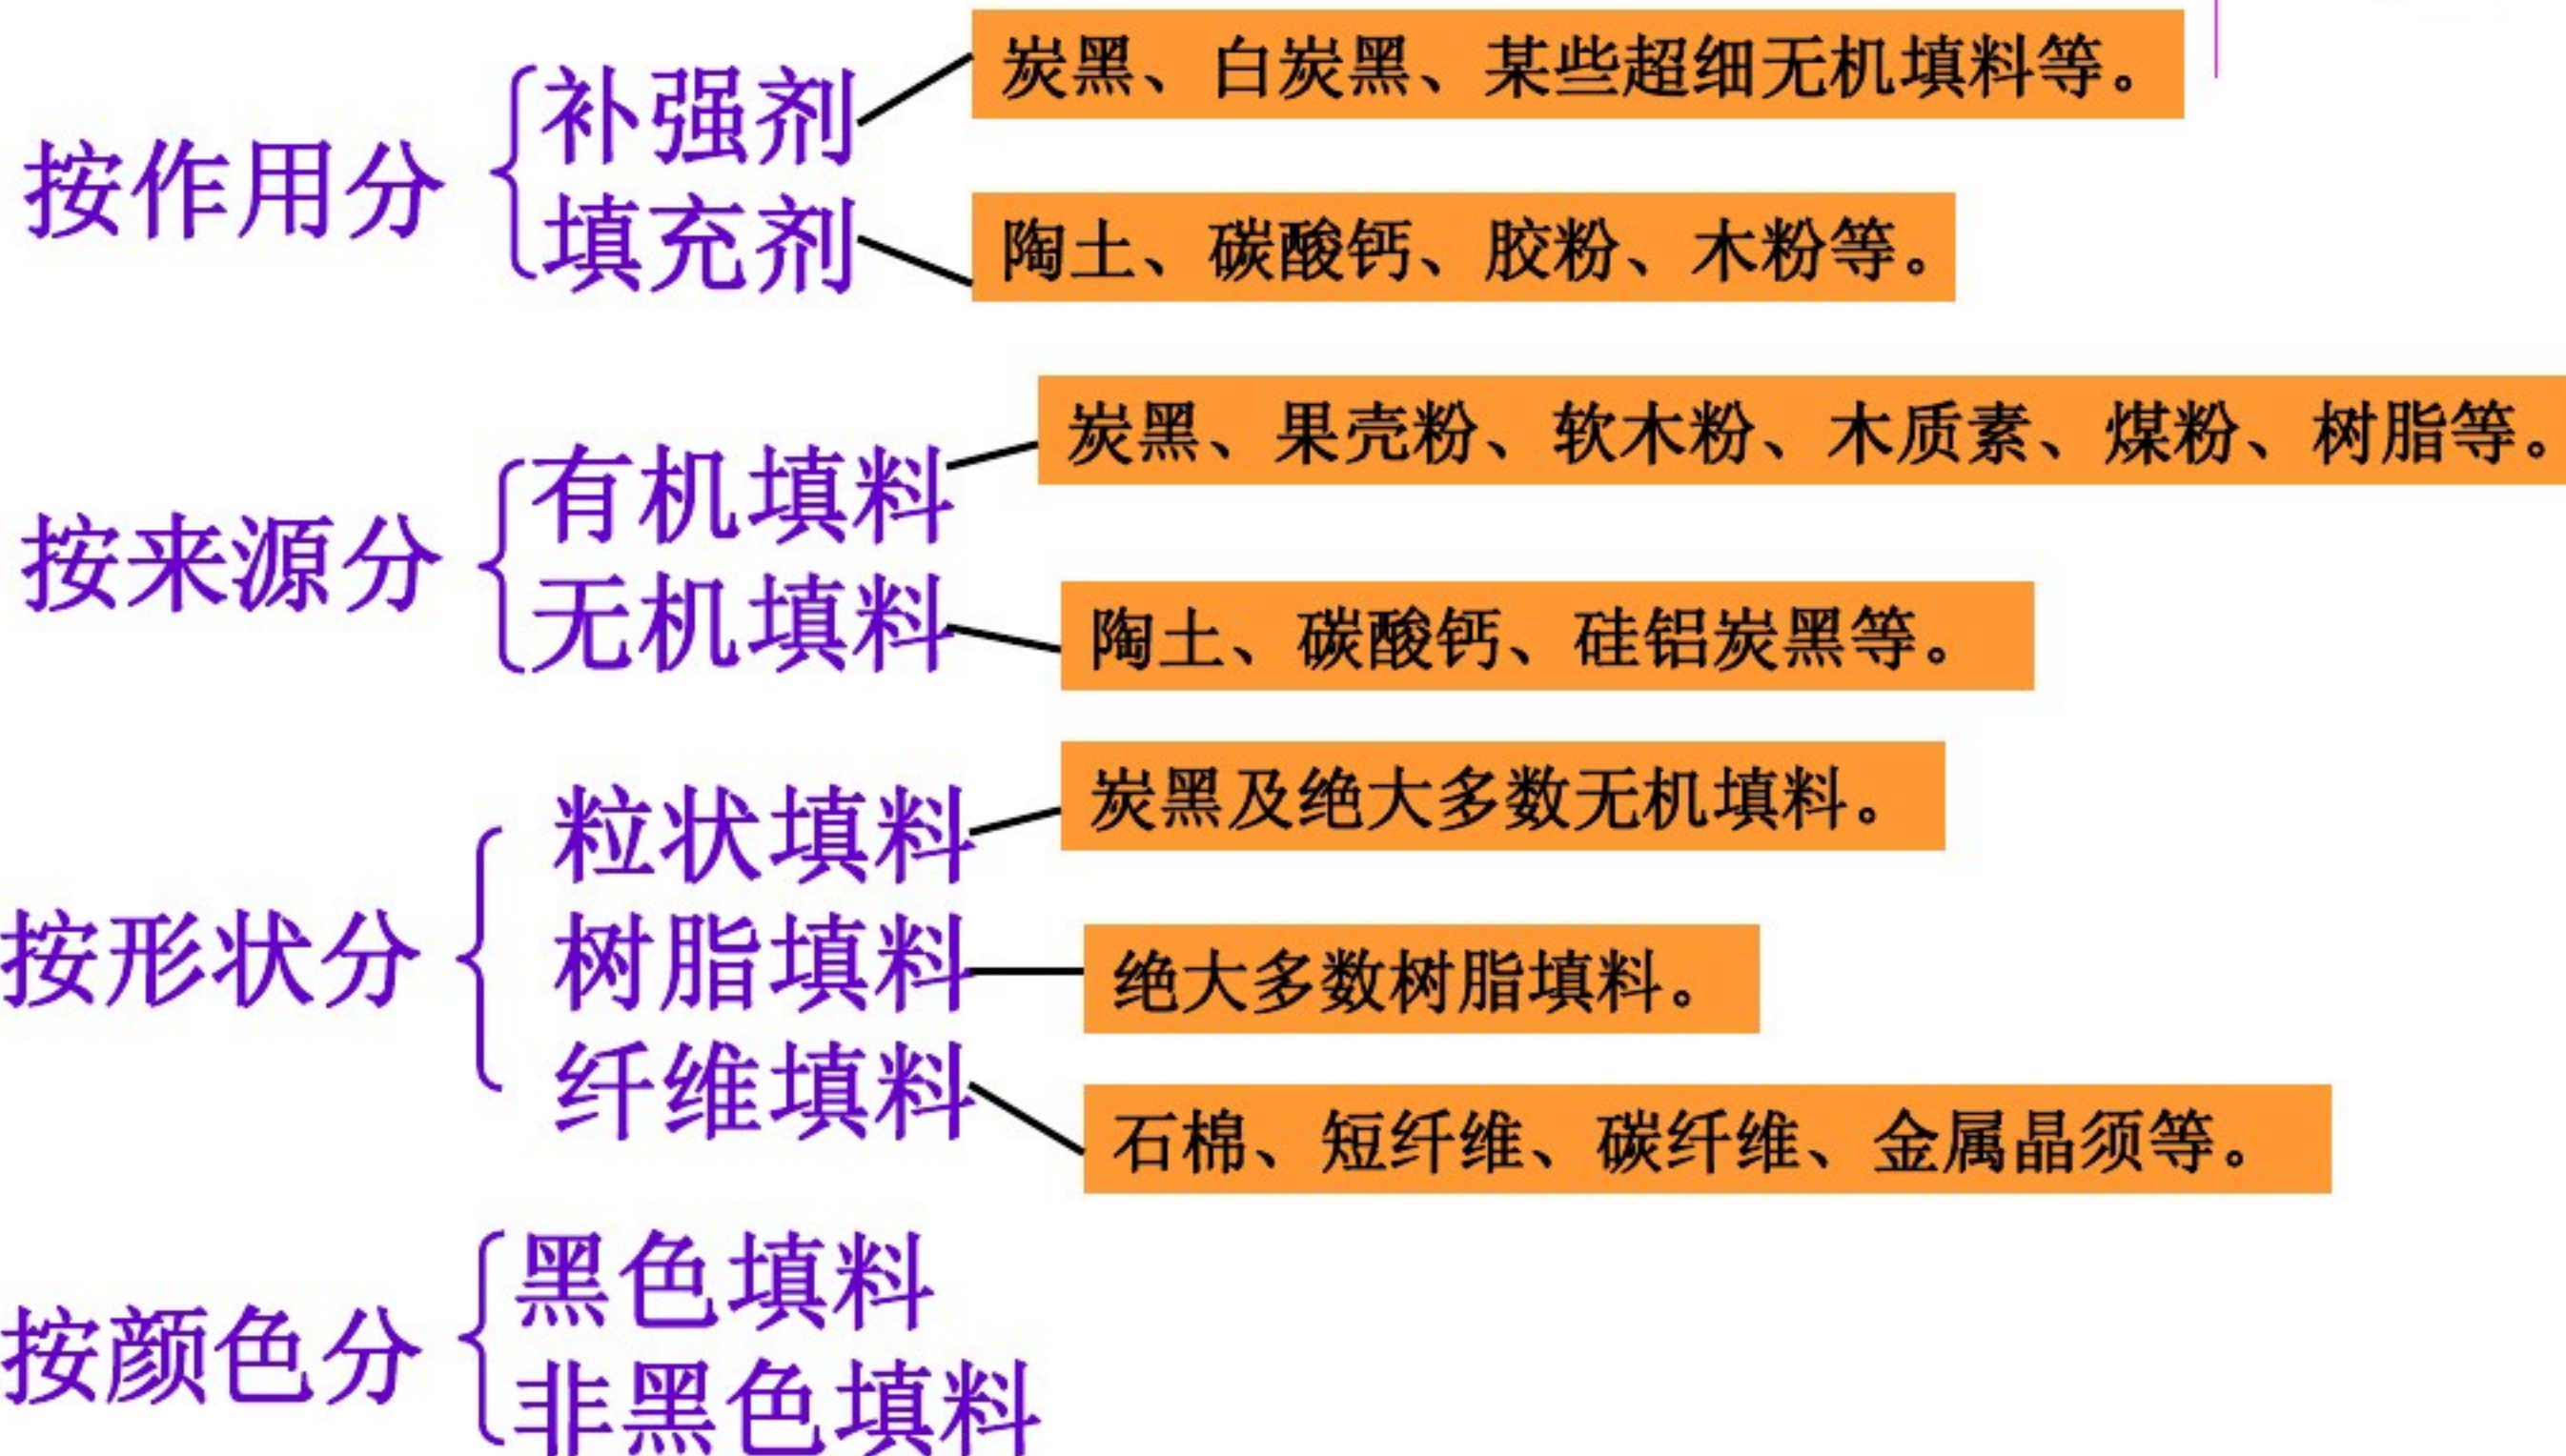 按作用分
补强剂
炭黑、白炭黑、某些超细无机填料等。
填充剂
陶土、碳酸钙、胶粉、木粉等。
按来源分
有机填料
炭黑、果壳粉、软木粉、木质素、煤粉、树脂等。
无机填料
陶土、碳酸钙、硅铝炭黑等。
按形状分
粒状填料
炭黑及绝大多数无机填料。
树脂填料
绝大多数树脂填料。
纤维填料
石棉、短纤维、碳纤维、金属晶须等。
按颜色分
黑色填料
非黑色填料